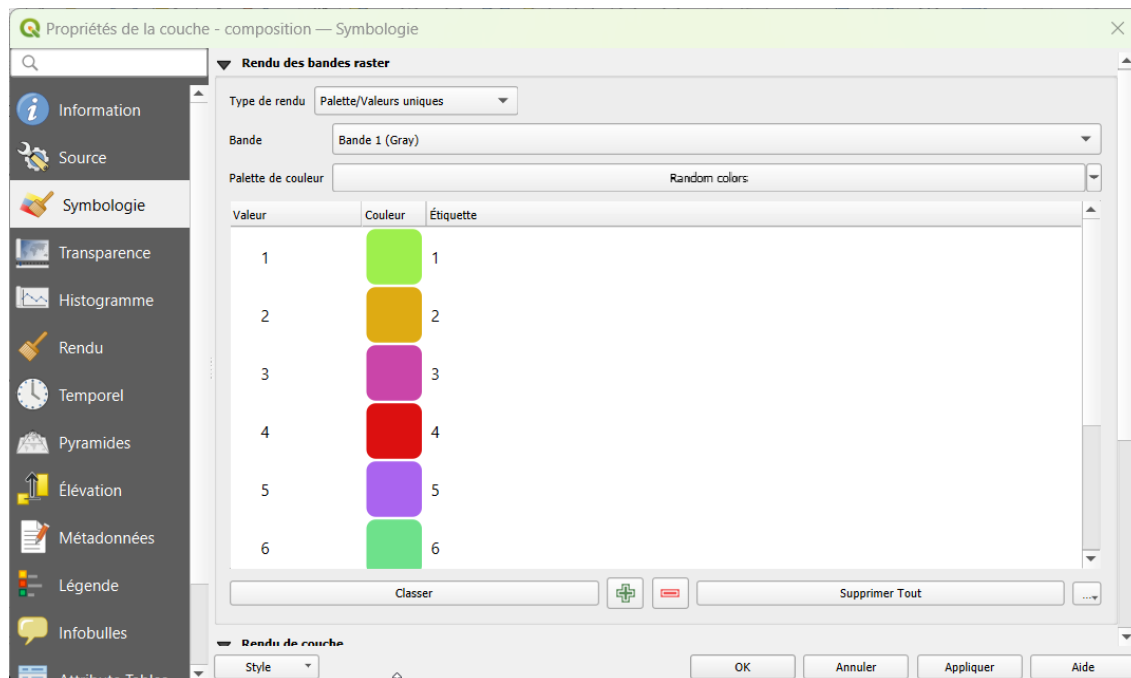 Propriétés de la couche - composition — Symbologie
Information
Source
Symbologie
Transparence
Histogramme
Rendu
Temporel
Pyramides
Élévation
Métadonnées
Légende
Infobulles
Attribute Tables
Rendu des bandes raster
Type de rendu Palette/Valeurs uniques
Bande Bande 1 (Gray)
Palette de couleur Random colors
Valeur Couleur Étiquette
1 1
2 2
3 3
4 4
5 5
6 6
Classer Supprimer Tout ...
Rendu de couche
Style OK Annuler Appliquer Aide